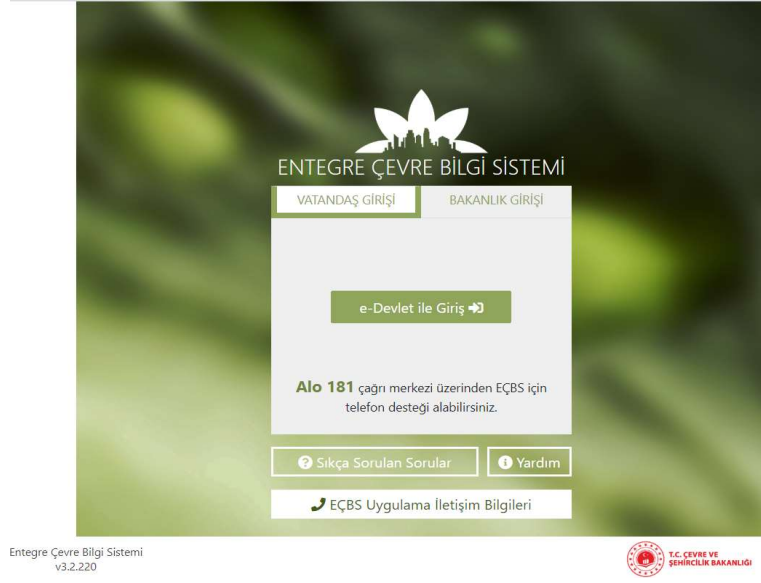 ENTEGRE ÇEVRE BİLGİ SİSTEMİ
VATANDAŞ GİRİŞİ
BAKANLIK GİRİŞİ
e-Devlet ile Giriş
Alo 181 çağrı merkezi üzerinden EÇBS için
telefon desteği alabilirsiniz.
Sıkça Sorulan Sorular
Yardım
EÇBS Uygulama İletişim Bilgileri
Entegre Çevre Bilgi Sistemi
v3.2.220
T.C. ÇEVRE VE
ŞEHİRCİLİK BAKANLIĞI